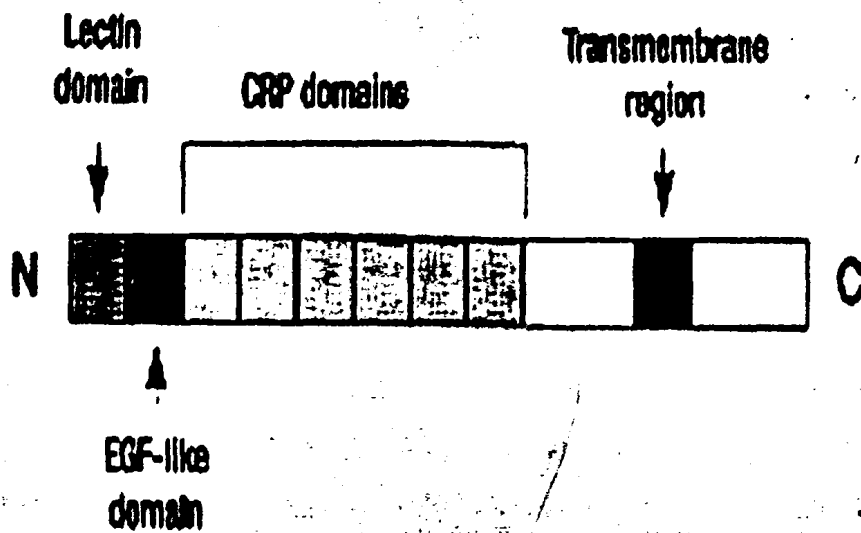 Lectin
domain
CRP domains
Transmembrane
region
N
C
EGF-like
domain